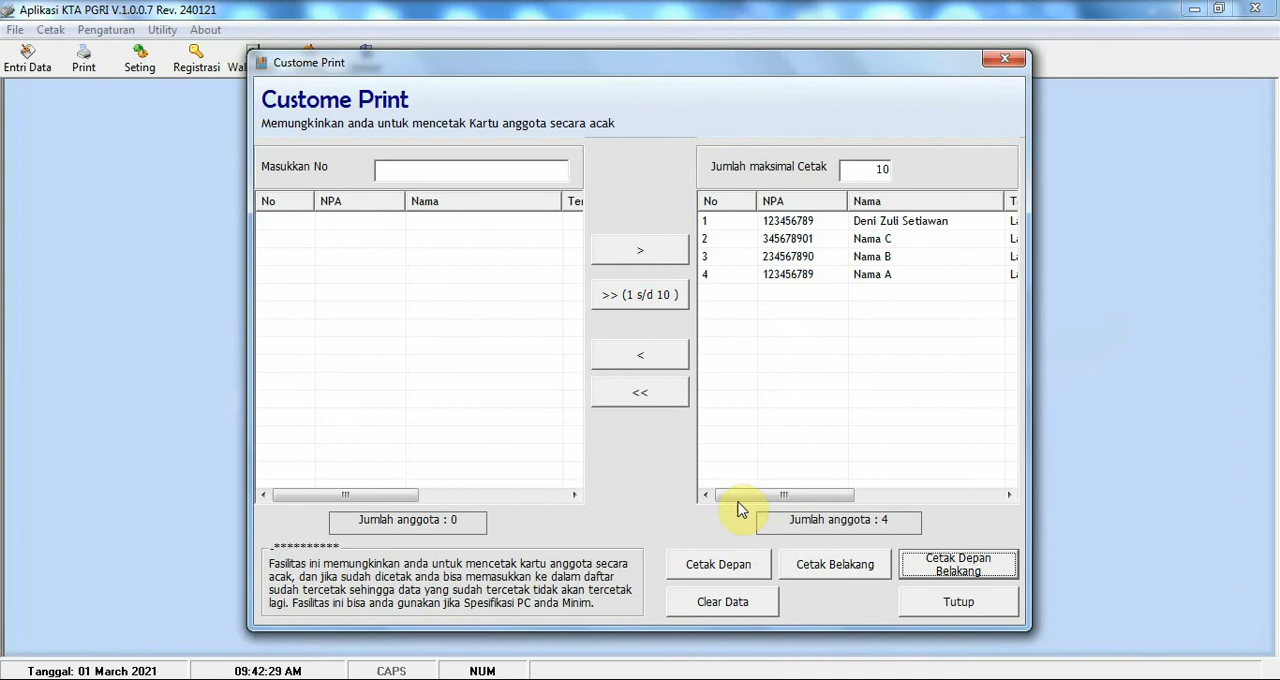 Aplikasi KTA PGRI V.1.0.0.7 Rev. 240121
File Cetak Pengaturan Utility About
Entri Data Print Seting Registrasi
Custome Print
Custome Print
Memungkinkan anda untuk mencetak Kartu anggota secara acak
Masukkan No
Jumlah maksimal Cetak 10
No NPA Nama
No NPA Nama
1 123456789 Deni Zuli Setiawan
2 345678901 Nama C
3 234567890 Nama B
4 123456789 Nama A
>
>> (1 s/d 10 )
<
<<
Jumlah anggota : 0
Jumlah anggota : 4
_**********
Fasilitas ini memungkinkan anda untuk mencetak kartu anggota secara
acak, dan jika sudah dicetak anda bisa memasukkan ke dalam daftar
sudah tercetak sehingga data yang sudah tercetak tidak akan tercetak
lagi. Fasilitas ini bisa anda gunakan jika Spesifikasi PC anda Minim.
Cetak Depan
Cetak Belakang
Cetak Depan
Belakang
Clear Data
Tutup
Tanggal: 01 March 2021 09:42:29 AM CAPS NUM